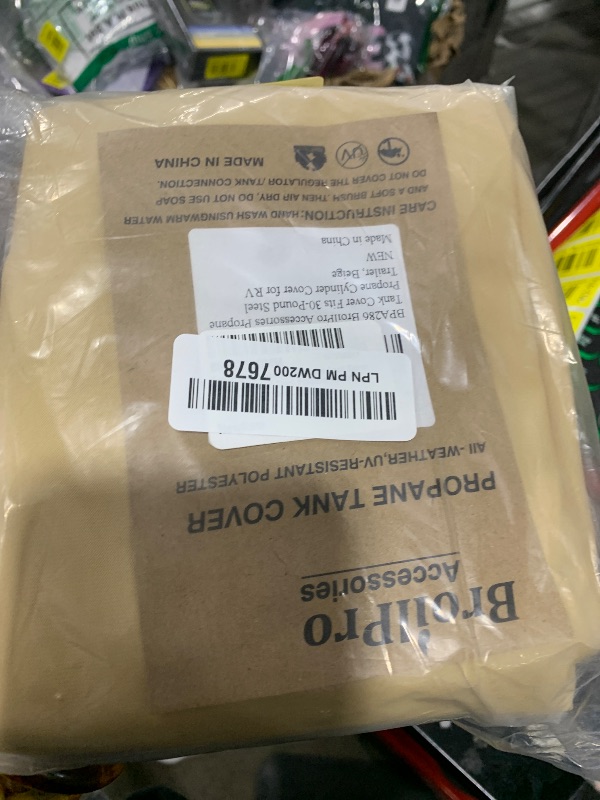 BroilPro
Accessories
PROPANE TANK COVER
All -WEATHER,UV-RESISTANT POLYESTER
LPN PM DW200 7678
BPA286 BroilPro Accessories Propane
Tank Cover Fits 30-Pound Steel
Propane Cylinder Cover for RV
Trailer, Beige
NEW
Made in China
CARE INSTRUCTION: HAND WASH USINGWARM WATER
AND A SOFT BRUSH ,THEN AIR DRY. DO NOT USE SOAP
DO NOT COVER THE REGULATOR /TANK CONNECTION.
MADE IN CHINA
UV